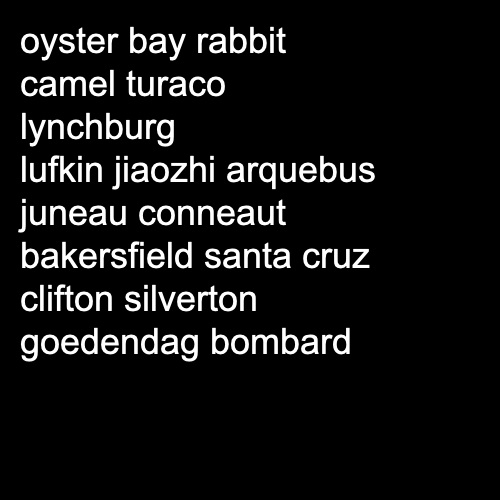 oyster bay rabbit
camel turaco
lynchburg
lufkin jiaozhi arquebus
juneau conneaut
bakersfield santa cruz
clifton silverton
goedendag bombard